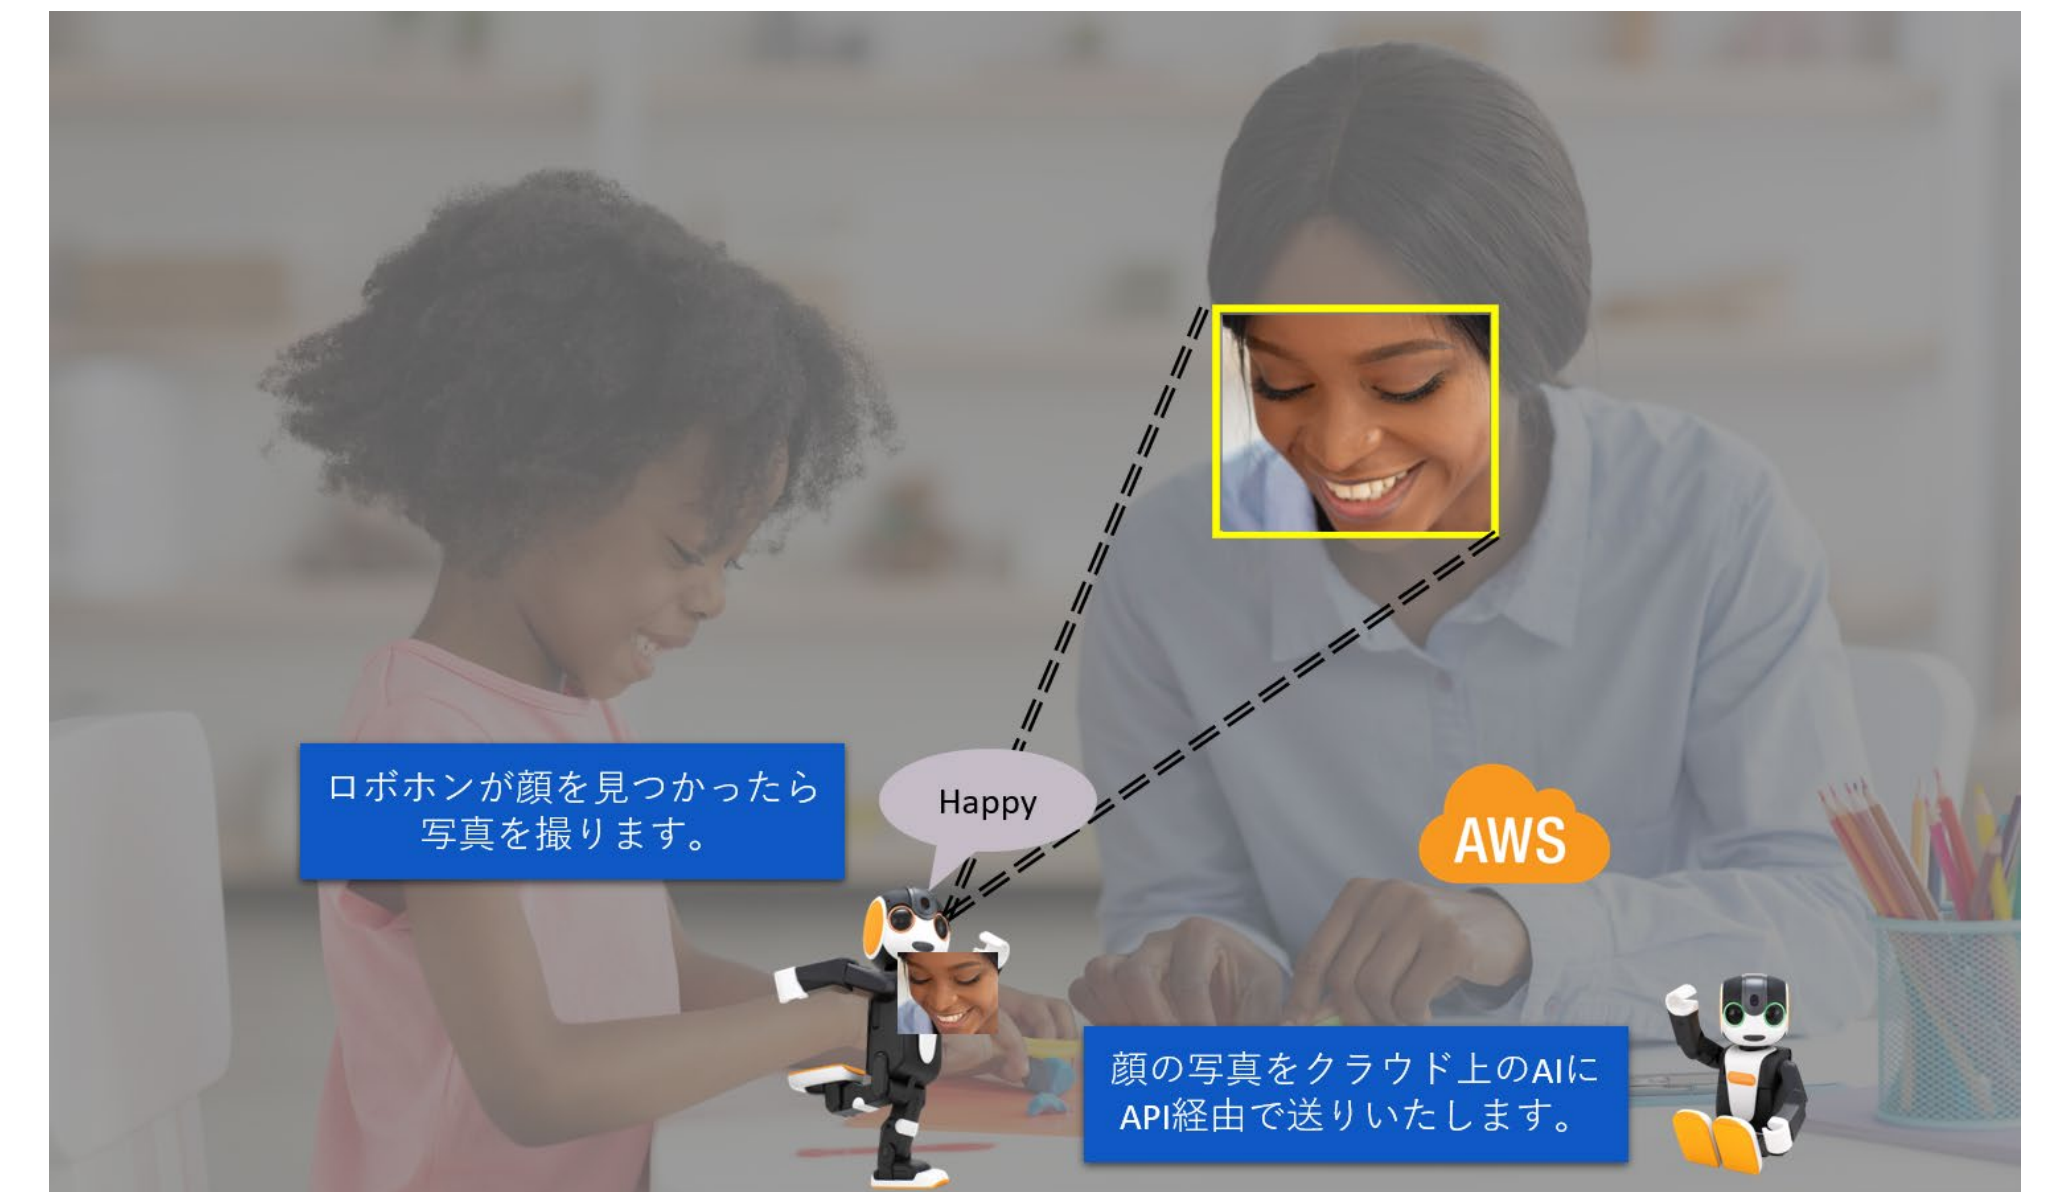 ロボホンが顔を見つかったら
写真を撮ります。
Happy
AWS
顔の写真をクラウド上のAIに
API経由で送りいたします。